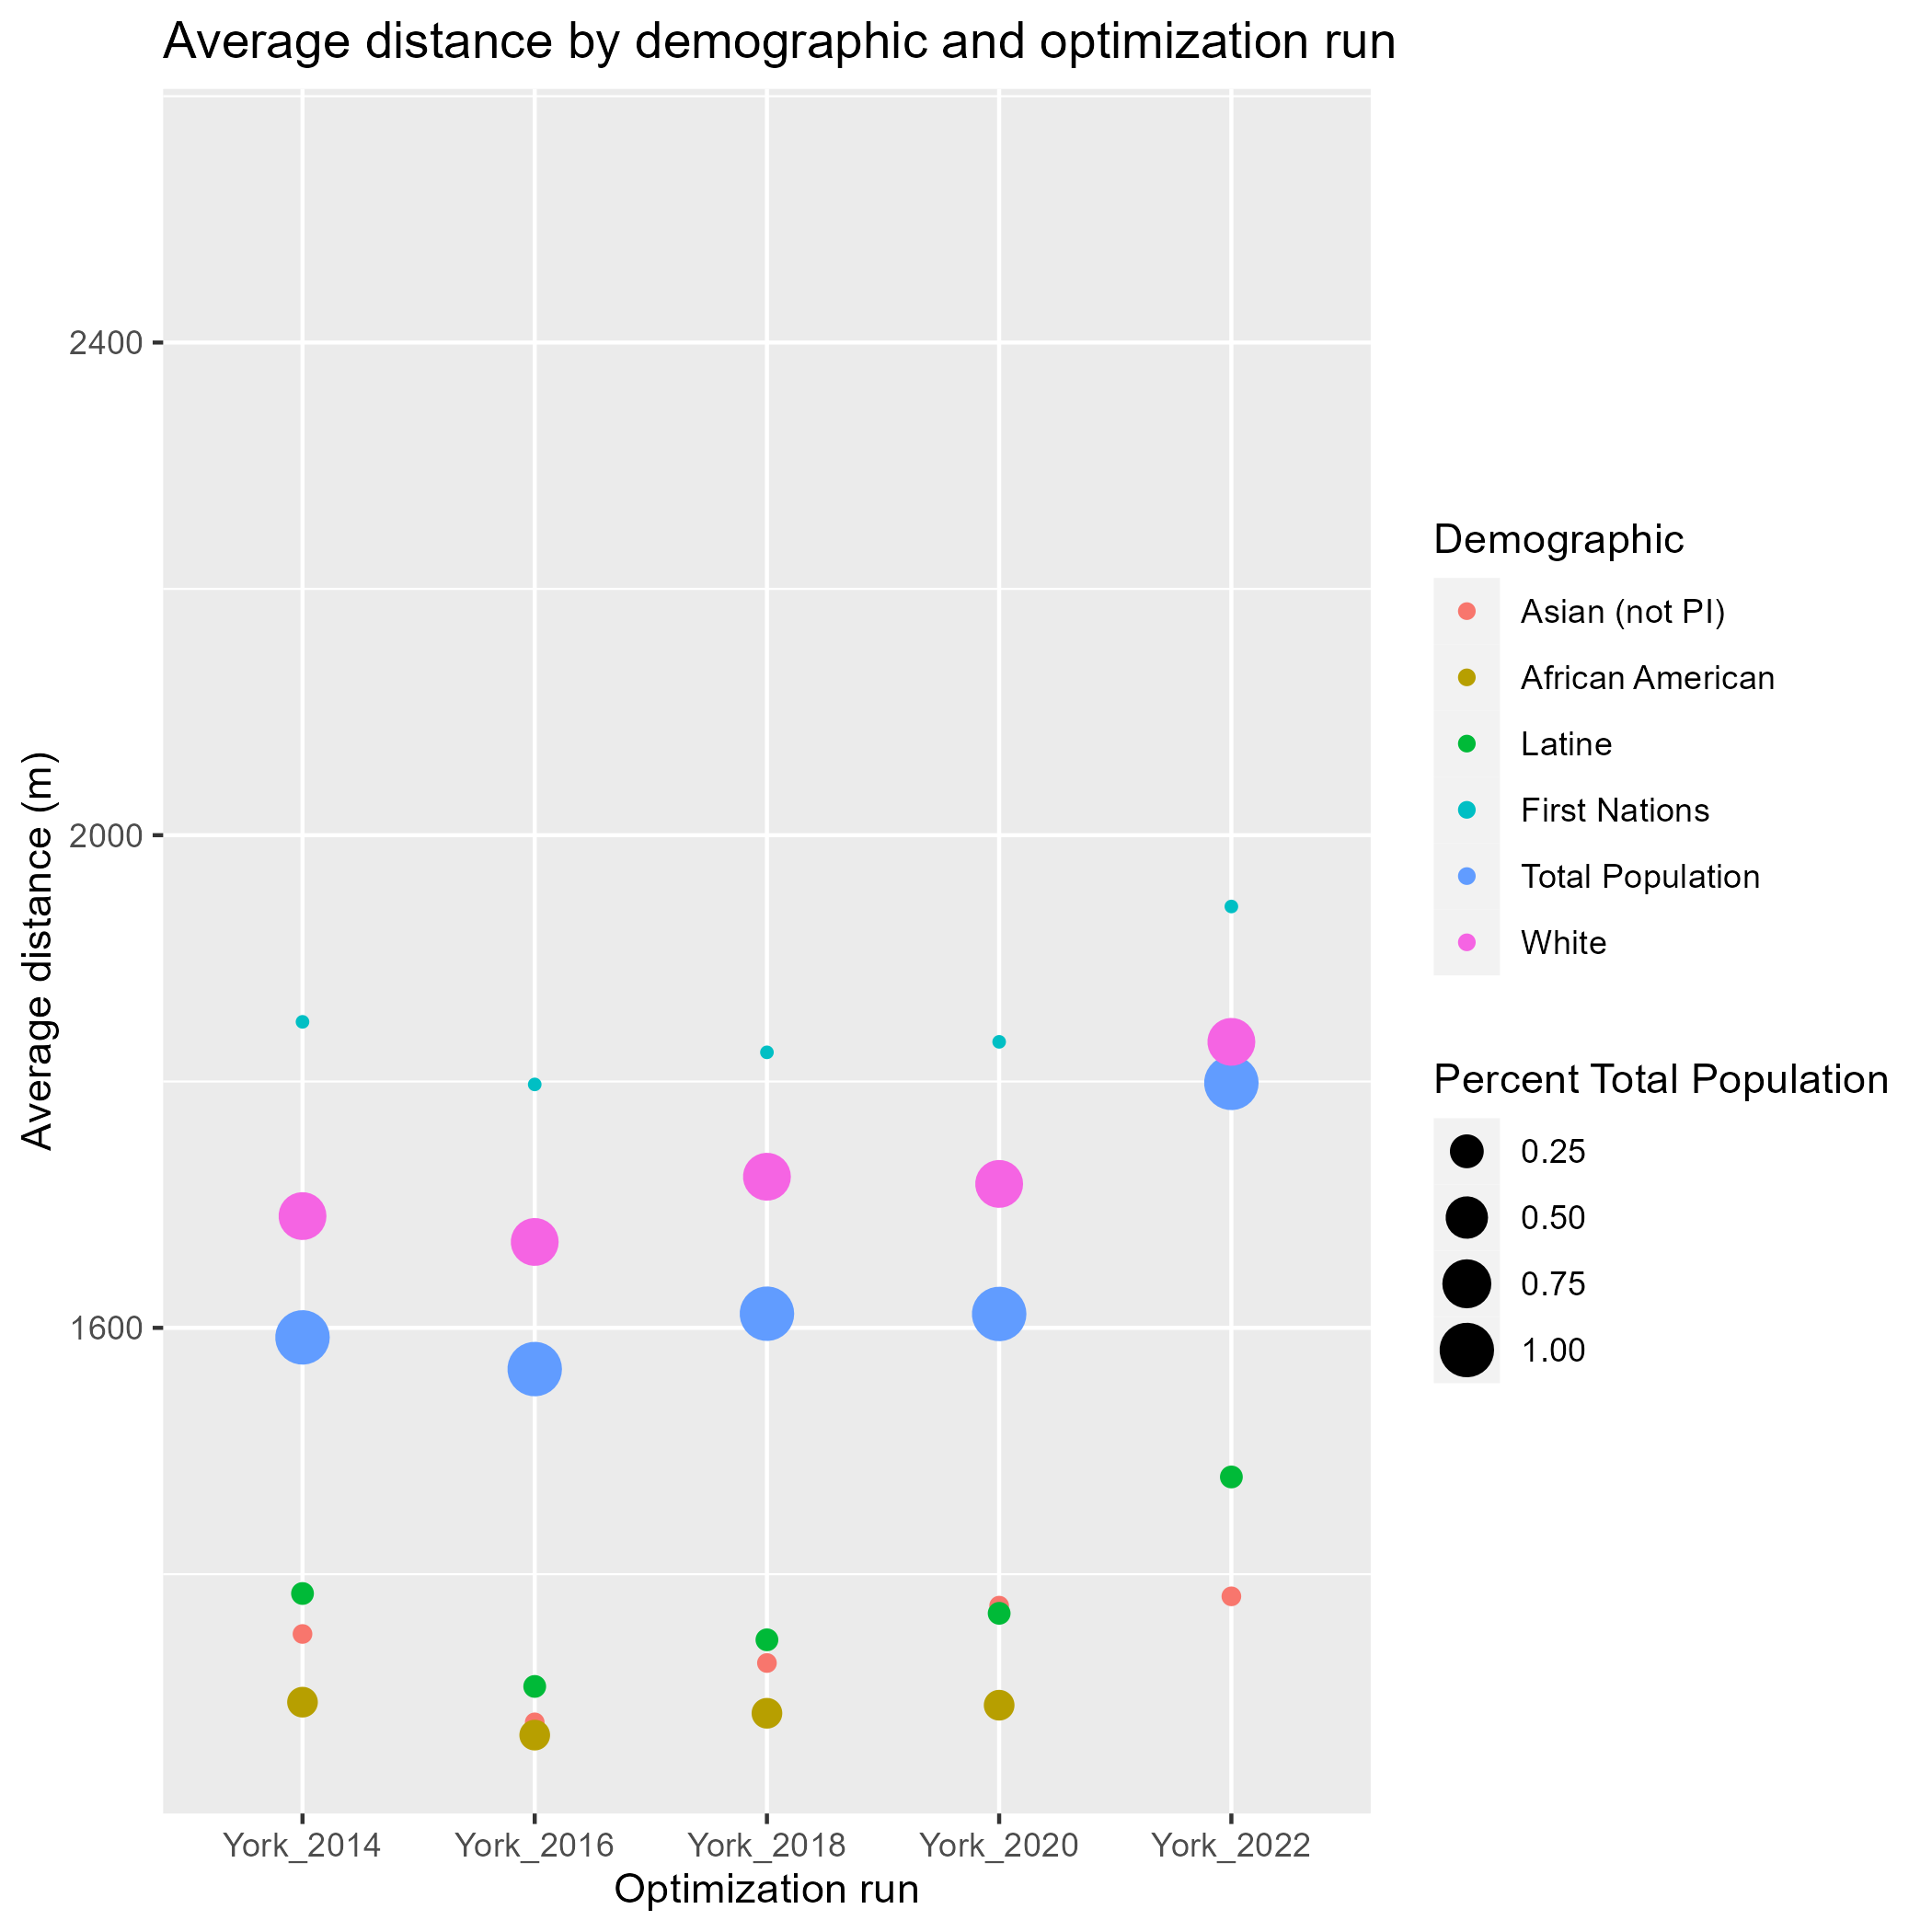 Average distance by demographic and optimization run
Average distance (m)
2400
2000
1600
York_2014
York_2016
York_2018
York_2020
York_2022
Optimization run
Demographic
Asian (not PI)
African American
Latine
First Nations
Total Population
White
Percent Total Population
0.25
0.50
0.75
1.00